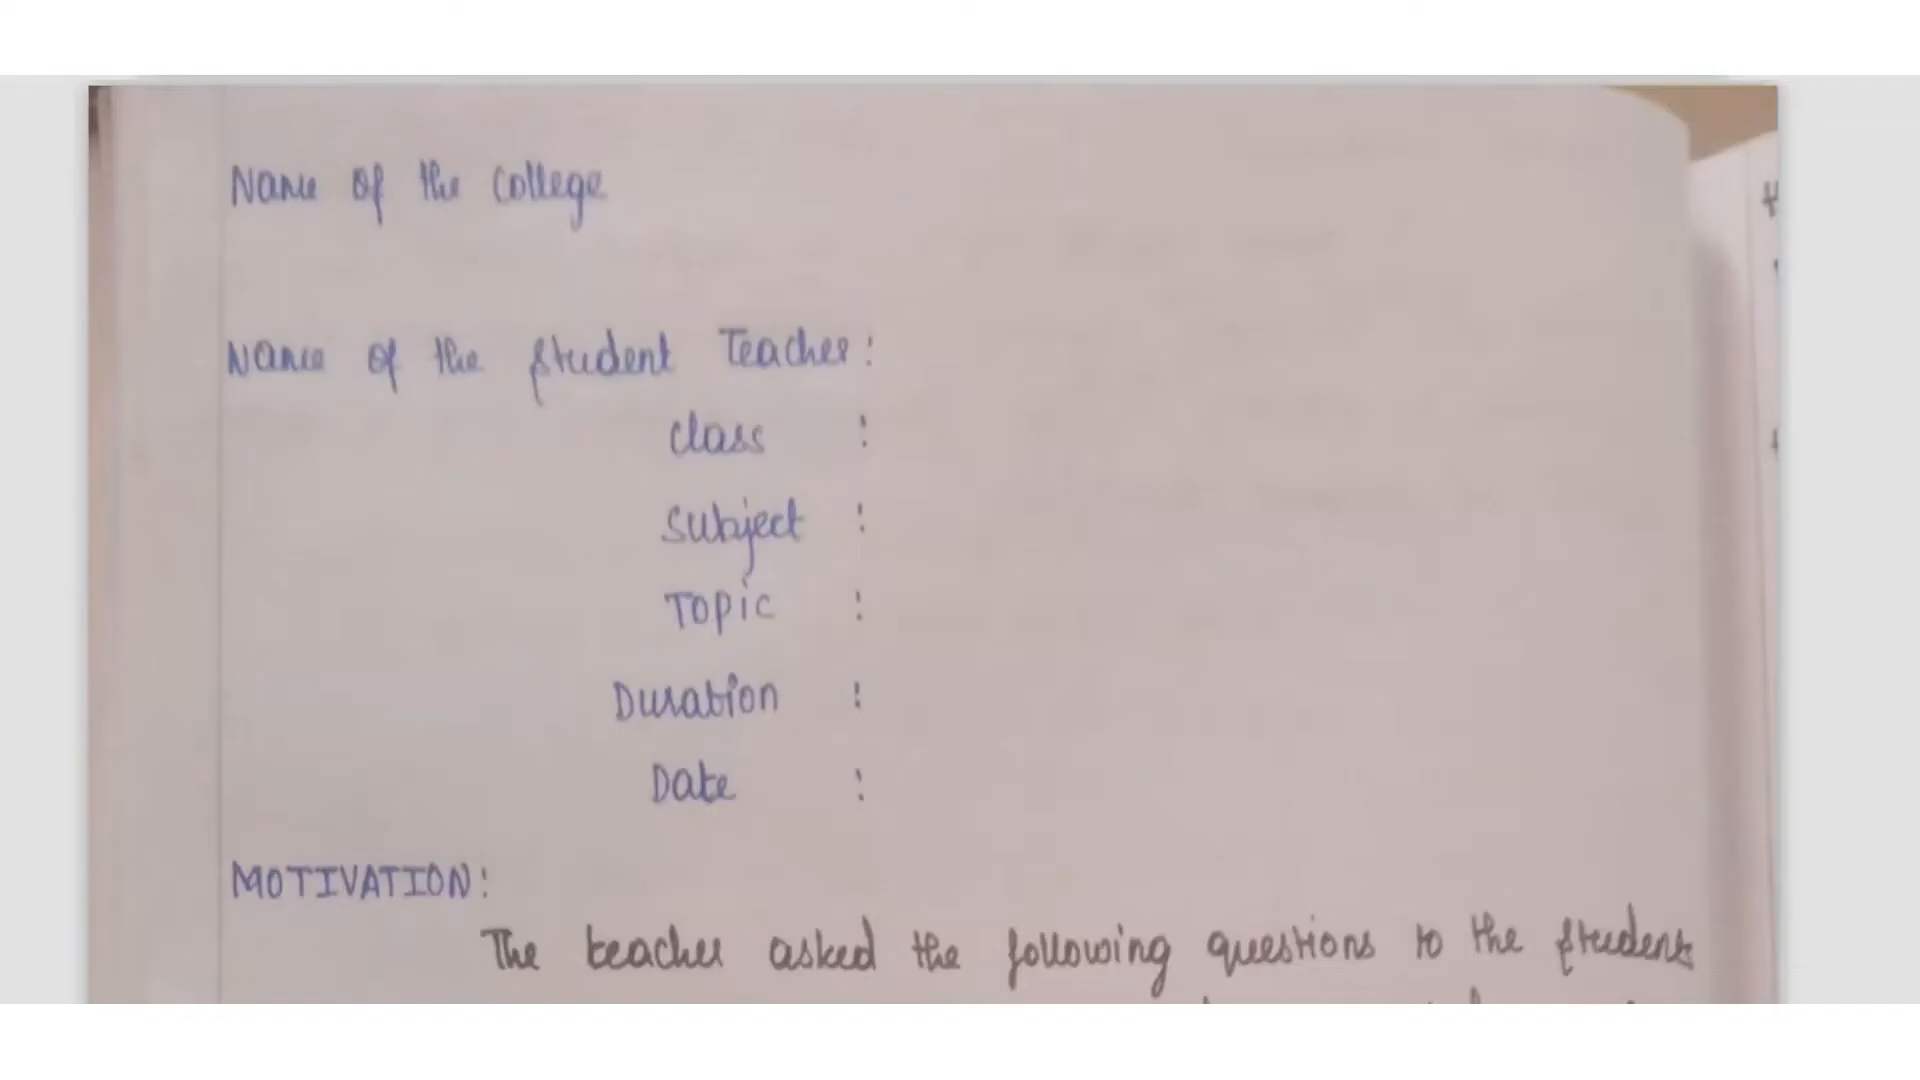 Name of the College
Name of the Student Teacher :
Class :
Subject :
Topic :
Duration :
Date :
MOTIVATION :
The teacher asked the following questions to the students